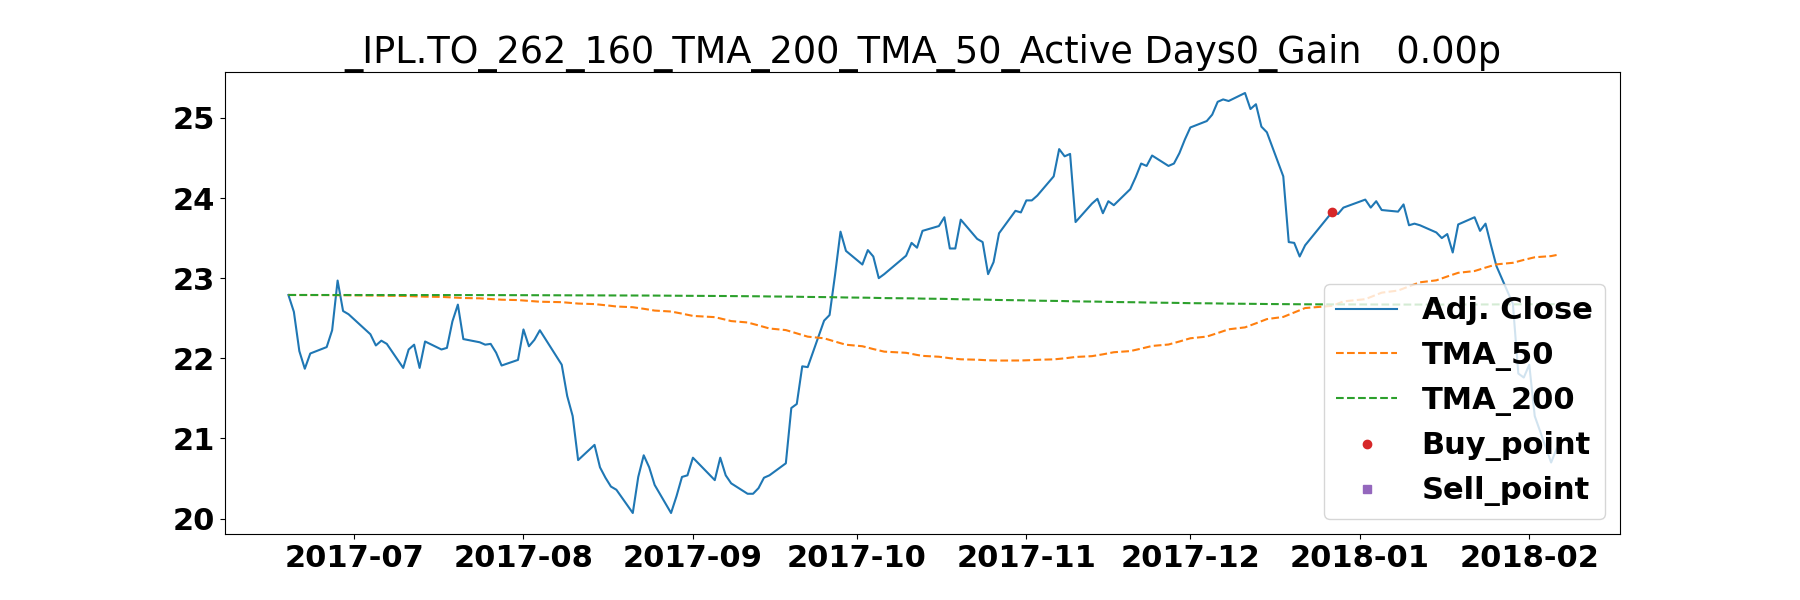 _IPL.TO_262_160_TMA_200_TMA_50_Active Days0_Gain   0.00p
25
24
23
22
21
20
Adj. Close
TMA_50
TMA_200
Buy_point
Sell_point
2017-07 2017-08 2017-09 2017-10 2017-11 2017-12 2018-01 2018-02